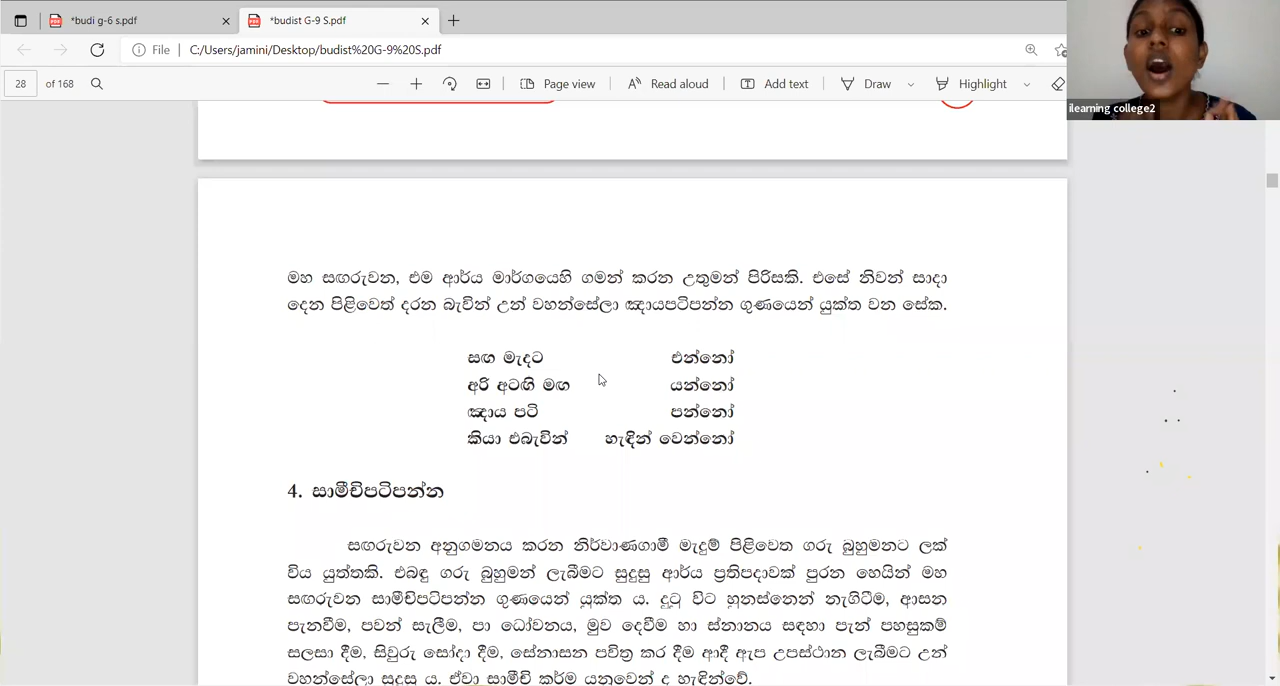 *budi g-6 s.pdf
*budist G-9 S.pdf
File C:/Users/jamini/Desktop/budist%20G-9%20S.pdf
28 of 168 Page view Read aloud Add text Draw Highlight
ilearning college2
මහ සඟරුවන, එම ආර්ය මාර්ගයෙහි ගමන් කරන උතුමන් පිරිසකි. එසේ නිවන් සාදා
දෙන පිළිවෙත් දරන බැවින් උන් වහන්සේලා ඤායපටිපන්න ගුණයෙන් යුක්ත වන සේක.
සඟ මැදට එන්නෝ
අරි අටඟි මඟ යන්නෝ
ඤාය පටි පන්නෝ
කියා එබැවින් හැඳින් වෙන්නෝ
4. සාමීචිපටිපන්න
සඟරුවන අනුගමනය කරන නිර්වාණගාමී මැදුම් පිළිවෙත ගරු බුහුමනට ලක්
විය යුත්තකි. එබඳු ගරු බුහුමන් ලැබීමට සුදුසු ආර්ය ප්‍රතිපදාවක් පුරන හෙයින් මහ
සඟරුවන සාමීචිපටිපන්න ගුණයෙන් යුක්ත ය. දුටු විට හුනස්නෙන් නැගිටීම, ආසන
පැනවීම, පවන් සැලීම, පා ධෝවනය, මුව දෙවීම හා ස්නානය සඳහා පැන් පහසුකම්
සලසා දීම, සිවුරු සෝදා දීම, සේනාසන පවිත්‍ර කර දීම ආදී ඇප උපස්ථාන ලැබීමට උන්
වහන්සේලා සුදුසු ය. ඒවා සාමීචි කර්ම යනුවෙන් ද හැඳින්වේ.